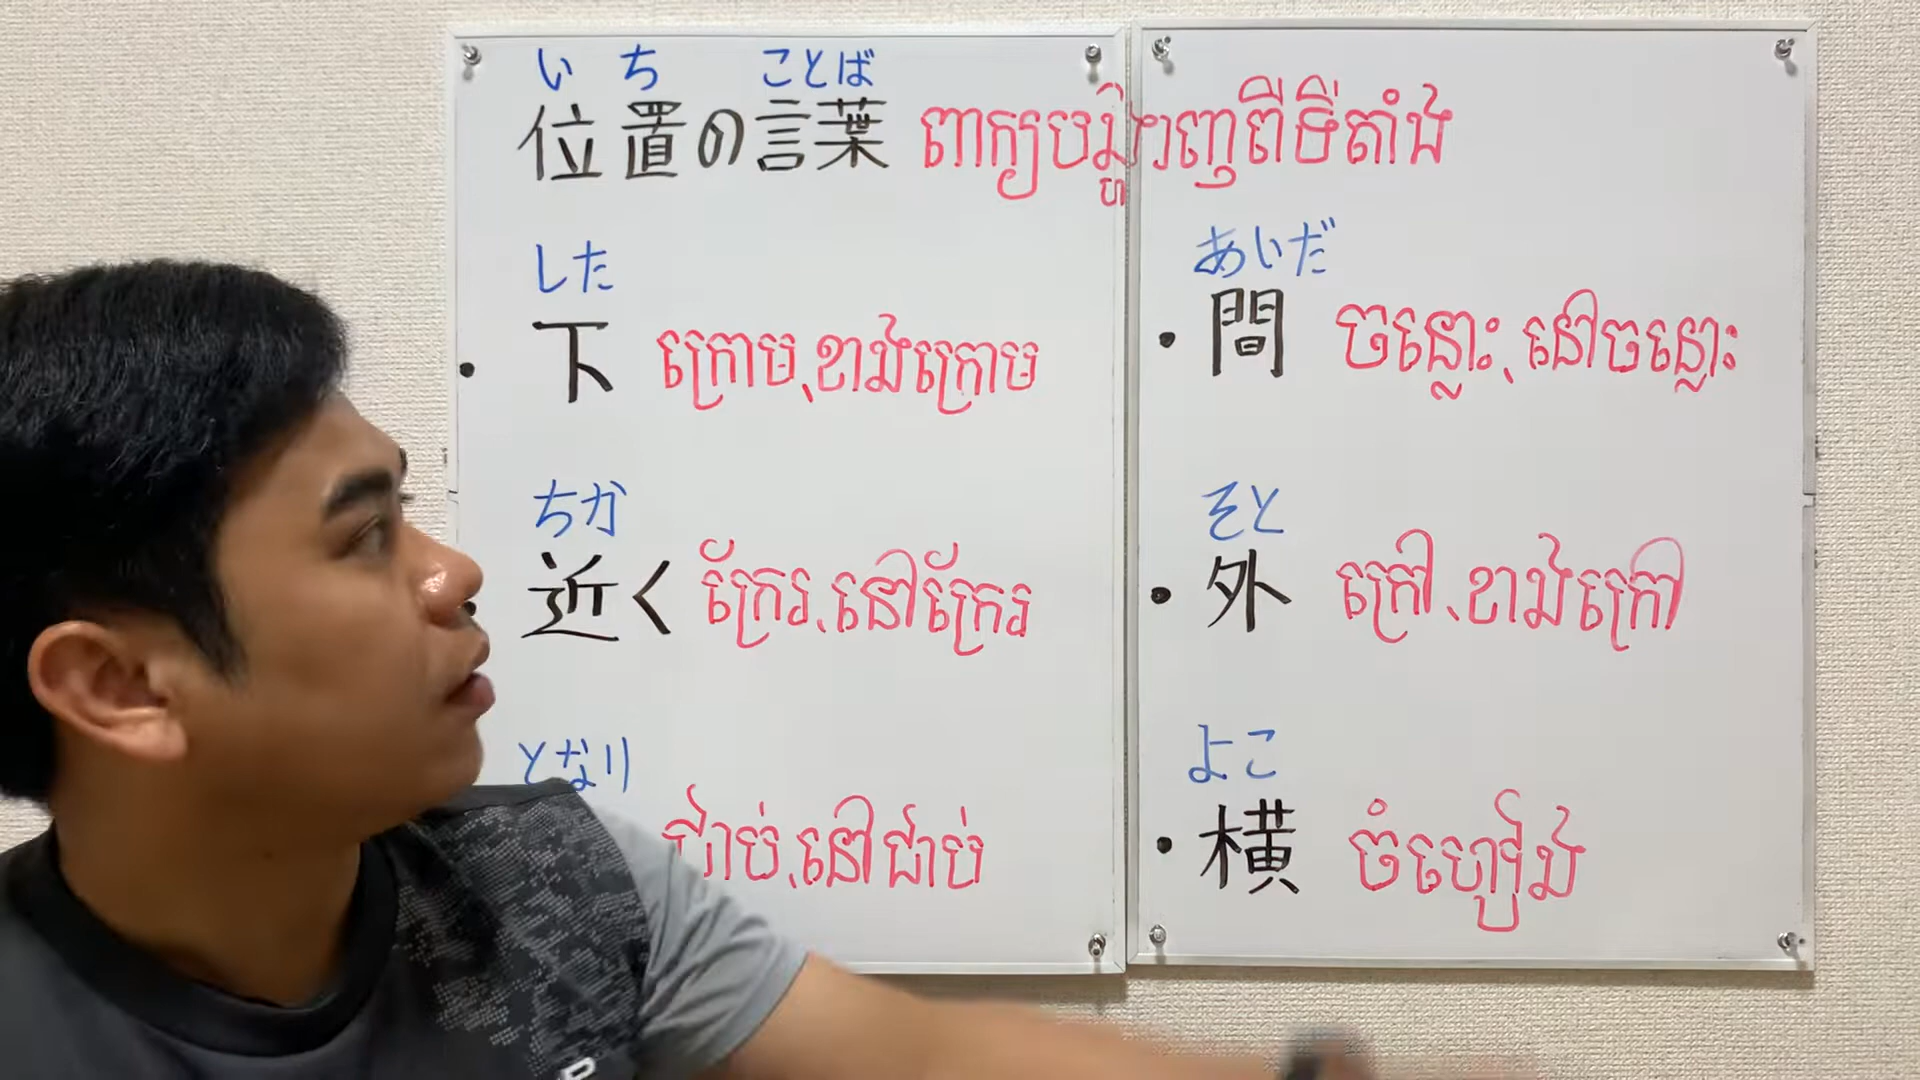 いち ことば
位置の言葉 ពាក្យបង្ហាញពីទីតាំង
した
・下 ក្រោម,ខាងក្រោម
ちか
近く ក្បែរ,នៅក្បែរ
となり
ជាប់,នៅជាប់
あいだ
・間 ចន្លោះ,នៅចន្លោះ
そと
・外 ក្រៅ,ខាងក្រៅ
よこ
・横 ចំហៀង